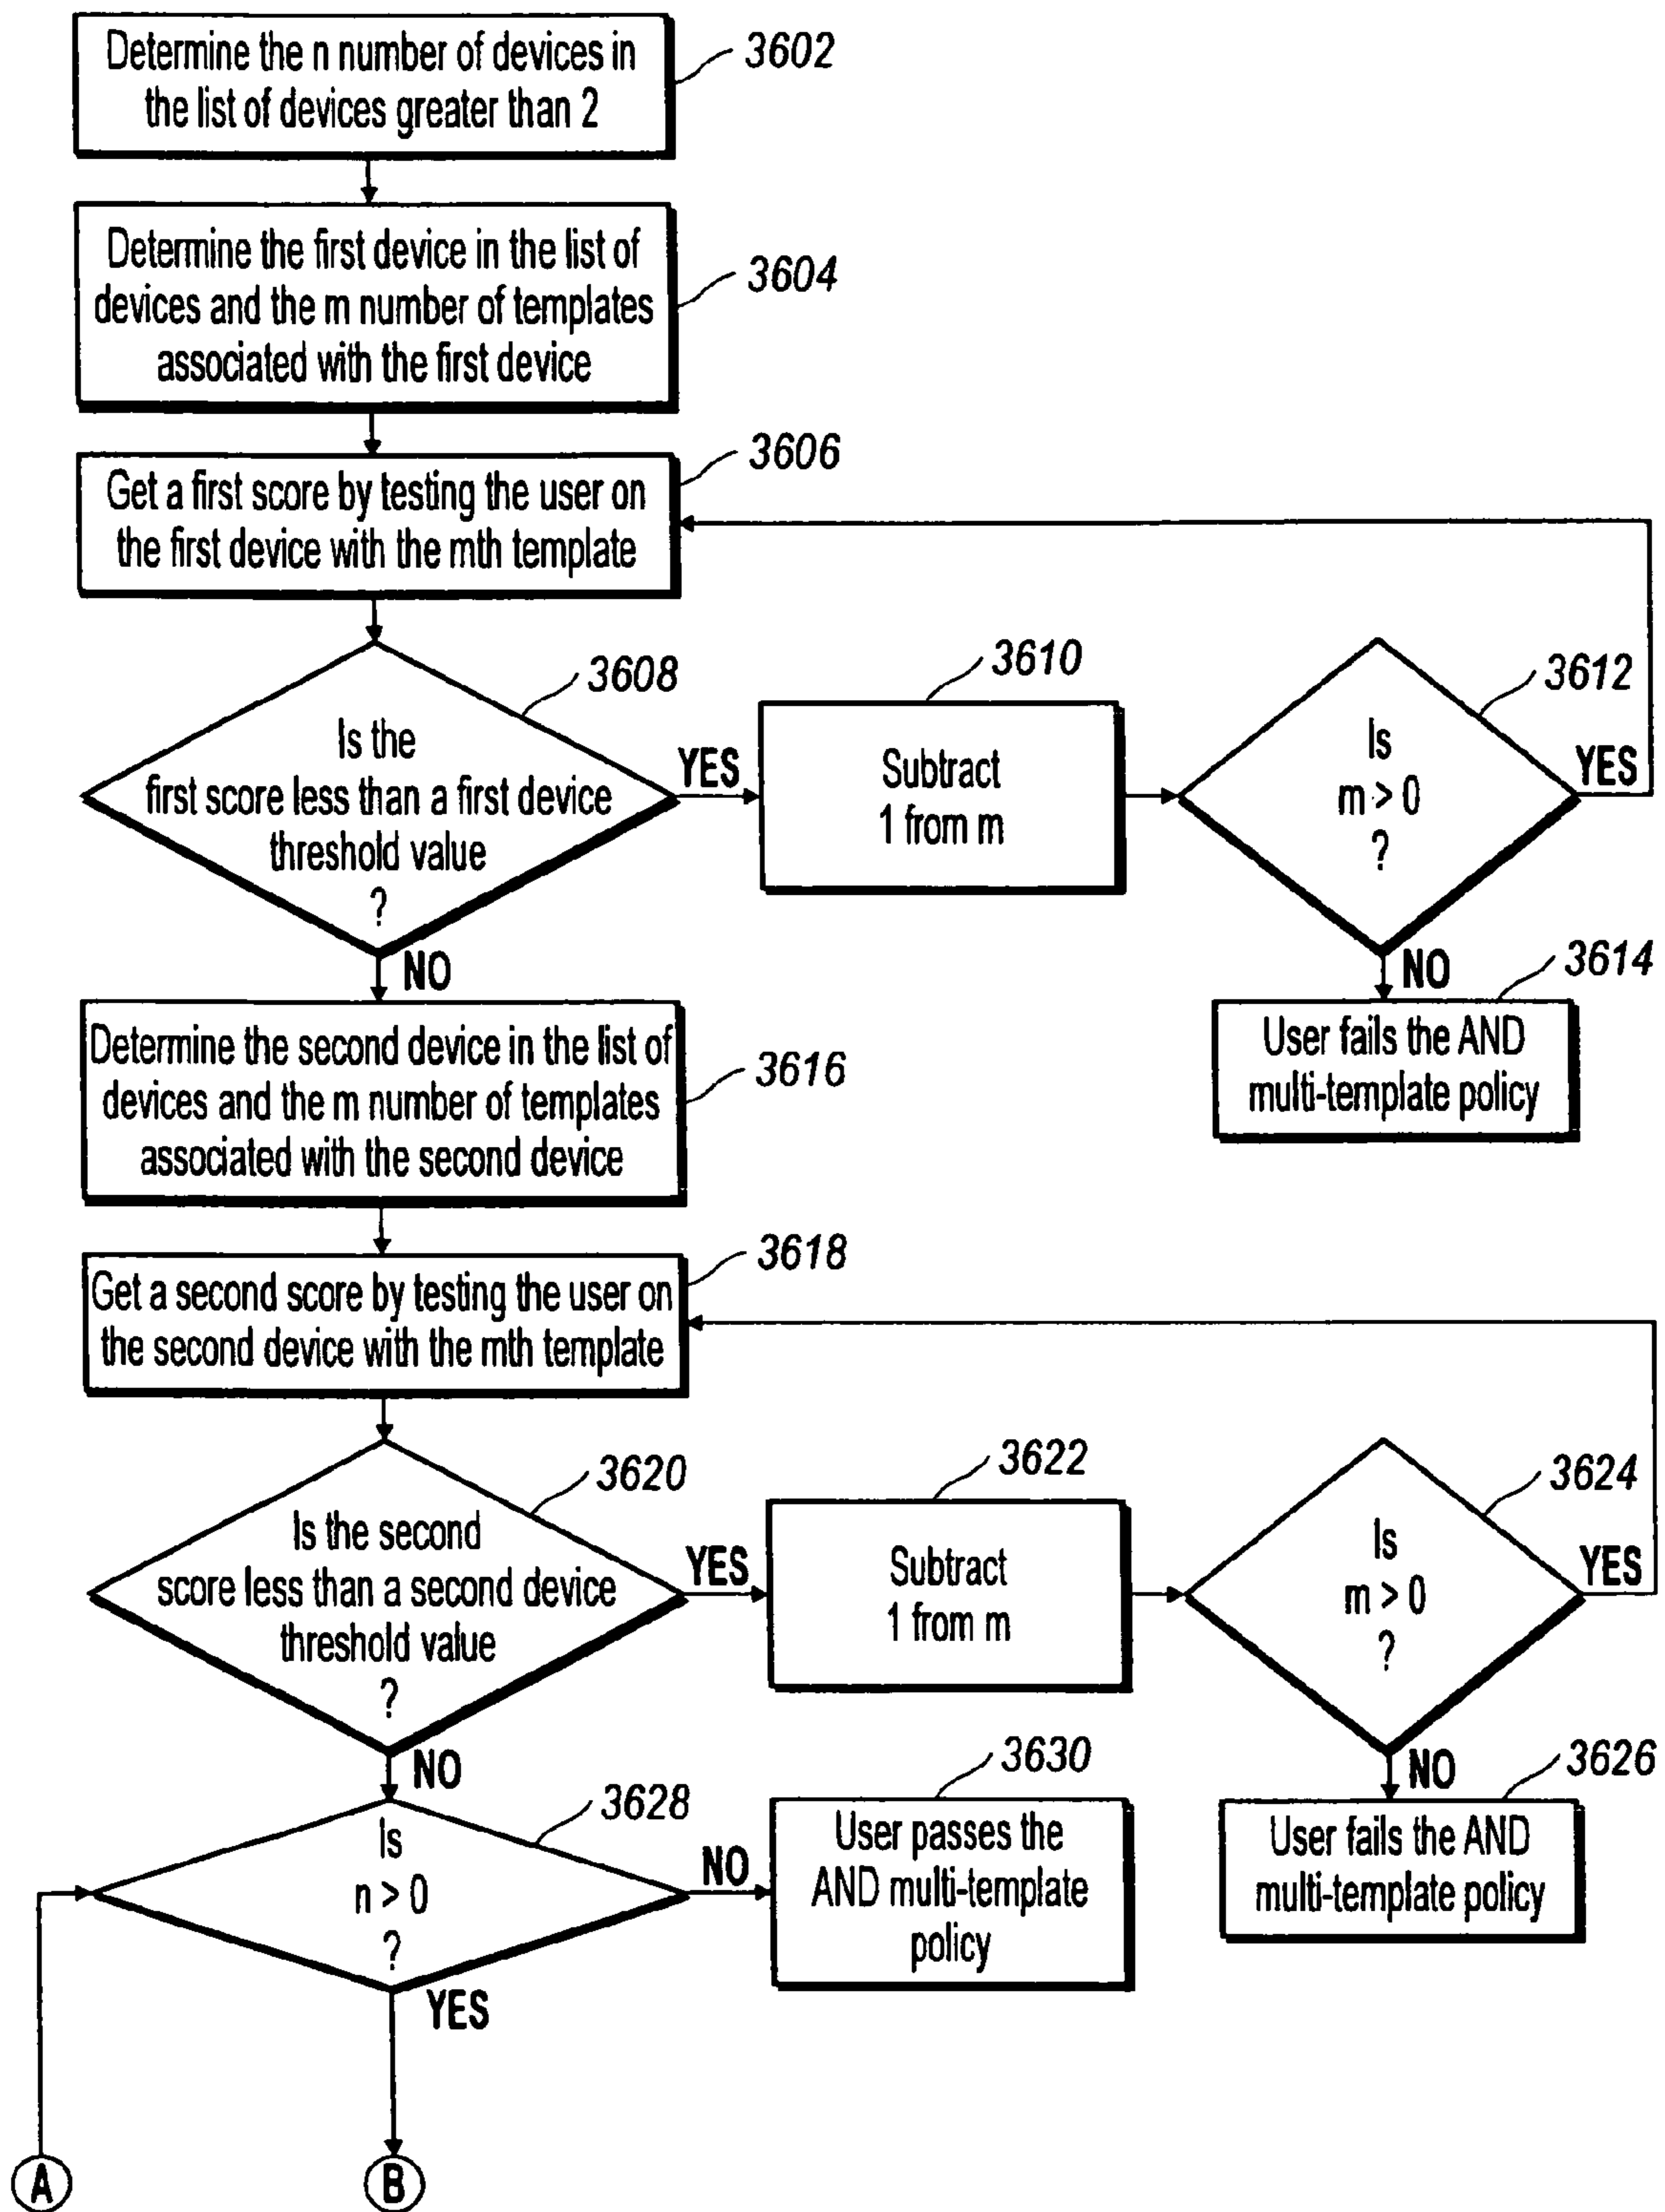 Determine the n number of devices in
the list of devices greater than 2
3602
Determine the first device in the list of
devices and the m number of templates
associated with the first device
3604
Get a first score by testing the user on
the first device with the mth template
3606
Is the
first score less than a first device
threshold value
?
3608
YES
NO
Subtract
1 from m
3610
Is
m > 0
?
3612
YES
NO
User fails the AND
multi-template policy
3614
Determine the second device in the list of
devices and the m number of templates
associated with the second device
3616
Get a second score by testing the user on
the second device with the mth template
3618
Is the second
score less than a second device
threshold value
?
3620
YES
NO
Subtract
1 from m
3622
Is
m > 0
?
3624
YES
NO
User fails the AND
multi-template policy
3626
Is
n > 0
?
3628
NO
YES
User passes the
AND multi-template
policy
3630
A
B